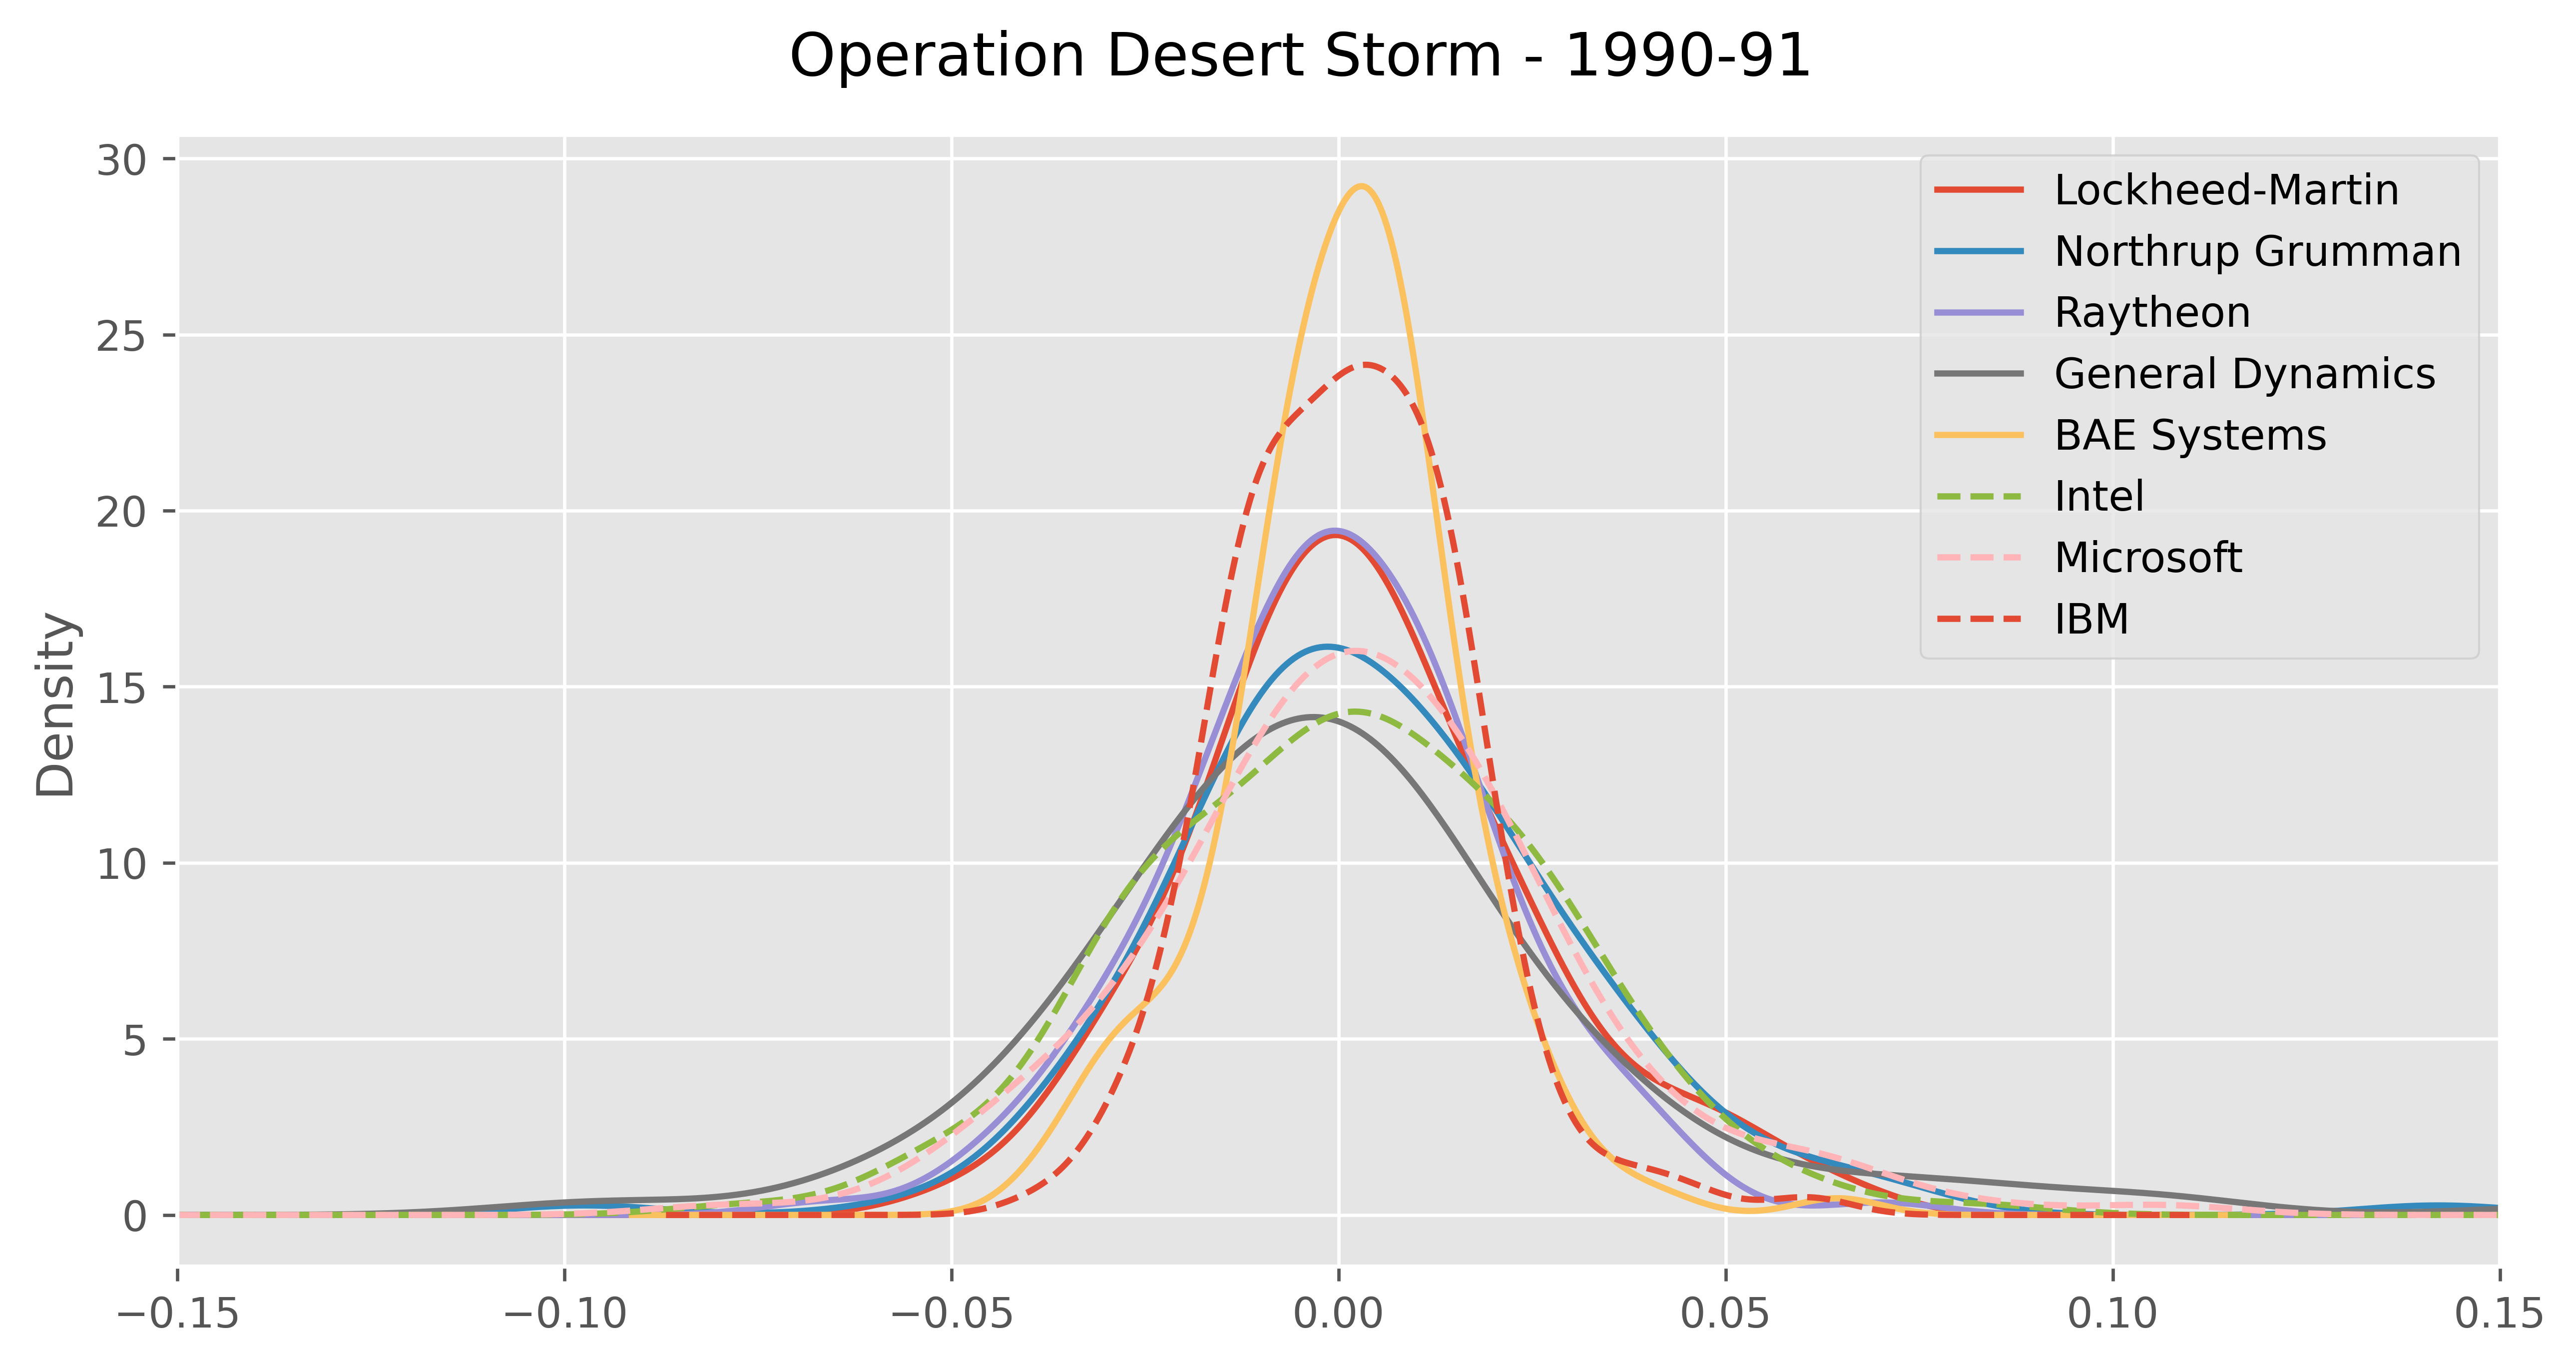 Operation Desert Storm - 1990-91
30
25
20
15
10
5
0
Density
Lockheed-Martin
Northrup Grumman
Raytheon
General Dynamics
BAE Systems
Intel
Microsoft
IBM
−0.15 −0.10 −0.05 0.00 0.05 0.10 0.15